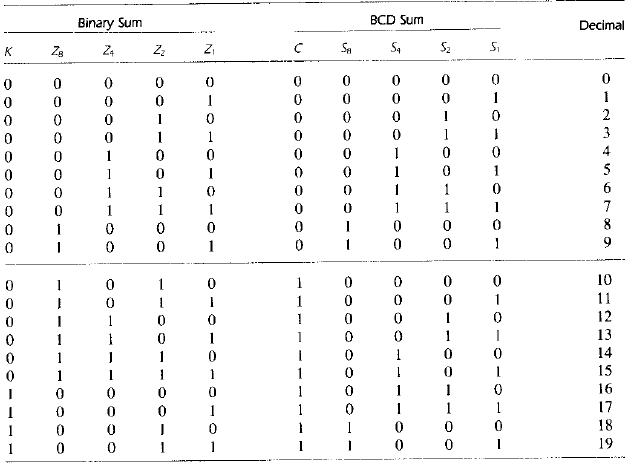 Binary Sum BCD Sum Decimal
K Z8 Z4 Z2 Z1 C S8 S4 S2 S1
0 0 0 0 0 0 0 0 0 0 0
0 0 0 0 1 0 0 0 0 1 1
0 0 0 1 0 0 0 0 1 0 2
0 0 0 1 1 0 0 0 1 1 3
0 0 1 0 0 0 0 1 0 0 4
0 0 1 0 1 0 0 1 0 1 5
0 0 1 1 0 0 0 1 1 0 6
0 0 1 1 1 0 0 1 1 1 7
0 1 0 0 0 0 1 0 0 0 8
0 1 0 0 1 0 1 0 0 1 9
0 1 0 1 0 1 0 0 0 0 10
0 1 0 1 1 1 0 0 0 1 11
0 1 1 0 0 1 0 0 1 0 12
0 1 1 0 1 1 0 0 1 1 13
0 1 1 1 0 1 0 1 0 0 14
0 1 1 1 1 1 0 1 0 1 15
1 0 0 0 0 1 0 1 1 0 16
1 0 0 0 1 1 0 1 1 1 17
1 0 0 1 0 1 1 0 0 0 18
1 0 0 1 1 1 1 0 0 1 19